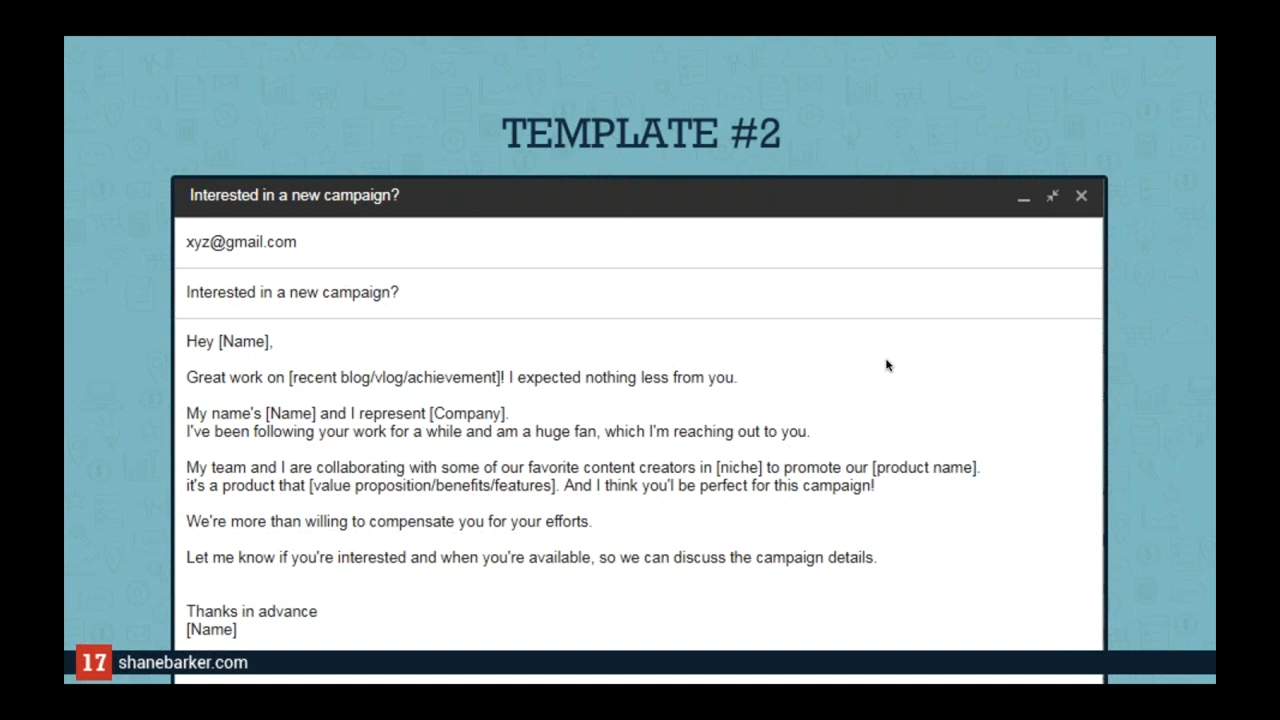 TEMPLATE #2
Interested in a new campaign?
xyz@gmail.com
Interested in a new campaign?
Hey [Name],
Great work on [recent blog/vlog/achievement]! I expected nothing less from you.
My name's [Name] and I represent [Company].
I've been following your work for a while and am a huge fan, which I'm reaching out to you.
My team and I are collaborating with some of our favorite content creators in [niche] to promote our [product name].
it's a product that [value proposition/benefits/features]. And I think you'l be perfect for this campaign!
We're more than willing to compensate you for your efforts.
Let me know if you're interested and when you're available, so we can discuss the campaign details.
Thanks in advance
[Name]
17 shanebarker.com